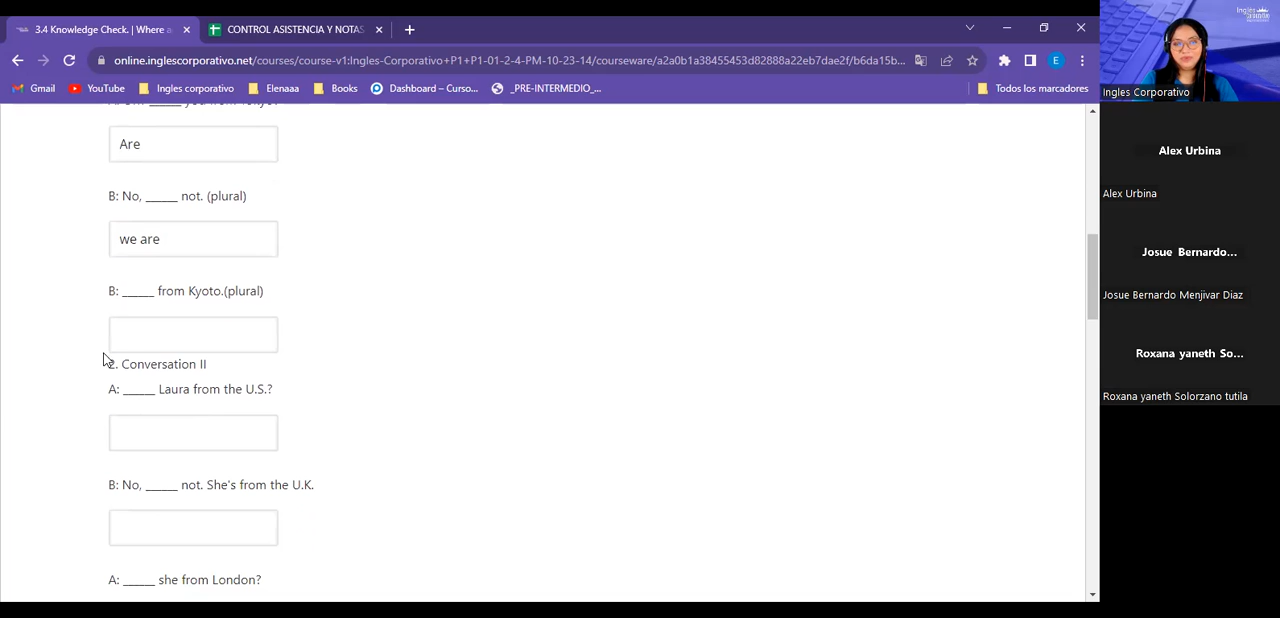 3.4 Knowledge Check. | Where a
CONTROL ASISTENCIA Y NOTAS
online.inglescorporativo.net/courses/course-v1:Ingles-Corporativo+P1+P1-01-2-4-PM-10-23-14/courseware/a2a0b1a38455453d82888a22eb7dae2f/b6da15b...
E
Gmail
YouTube
Ingles corporativo
Elenaaa
Books
Dashboard – Curso...
_PRE-INTERMEDIO_...
Todos los marcadores
Are
B: No, _____ not. (plural)
we are
B: _____ from Kyoto.(plural)
2. Conversation II
A: _____ Laura from the U.S.?
B: No, _____ not. She's from the U.K.
A: _____ she from London?
Ingles Corporativo
Alex Urbina
Alex Urbina
Josue Bernardo...
Josue Bernardo Menjivar Diaz
Roxana yaneth So...
Roxana yaneth Solorzano tutila